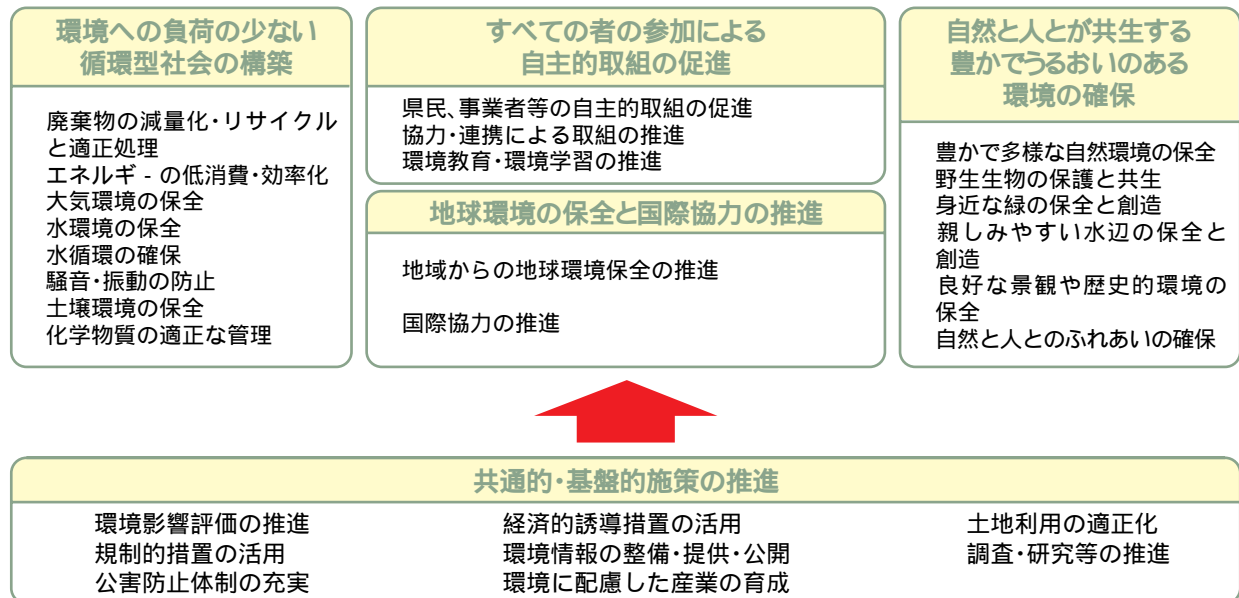 環境への負荷の少ない
循環型社会の構築
廃棄物の減量化・リサイクル
と適正処理
エネルギ - の低消費・効率化
大気環境の保全
水環境の保全
水循環の確保
騒音・振動の防止
土壌環境の保全
化学物質の適正な管理
すべての者の参加による
自主的取組の促進
県民、事業者等の自主的取組の促進
協力・連携による取組の推進
環境教育・環境学習の推進
地球環境の保全と国際協力の推進
地域からの地球環境保全の推進
国際協力の推進
自然と人とが共生する
豊かでうるおいのある
環境の確保
豊かで多様な自然環境の保全
野生生物の保護と共生
身近な緑の保全と創造
親しみやすい水辺の保全と
創造
良好な景観や歴史的環境の
保全
自然と人とのふれあいの確保
共通的・基盤的施策の推進
環境影響評価の推進
規制的措置の活用
公害防止体制の充実
経済的誘導措置の活用
環境情報の整備・提供・公開
環境に配慮した産業の育成
土地利用の適正化
調査・研究等の推進